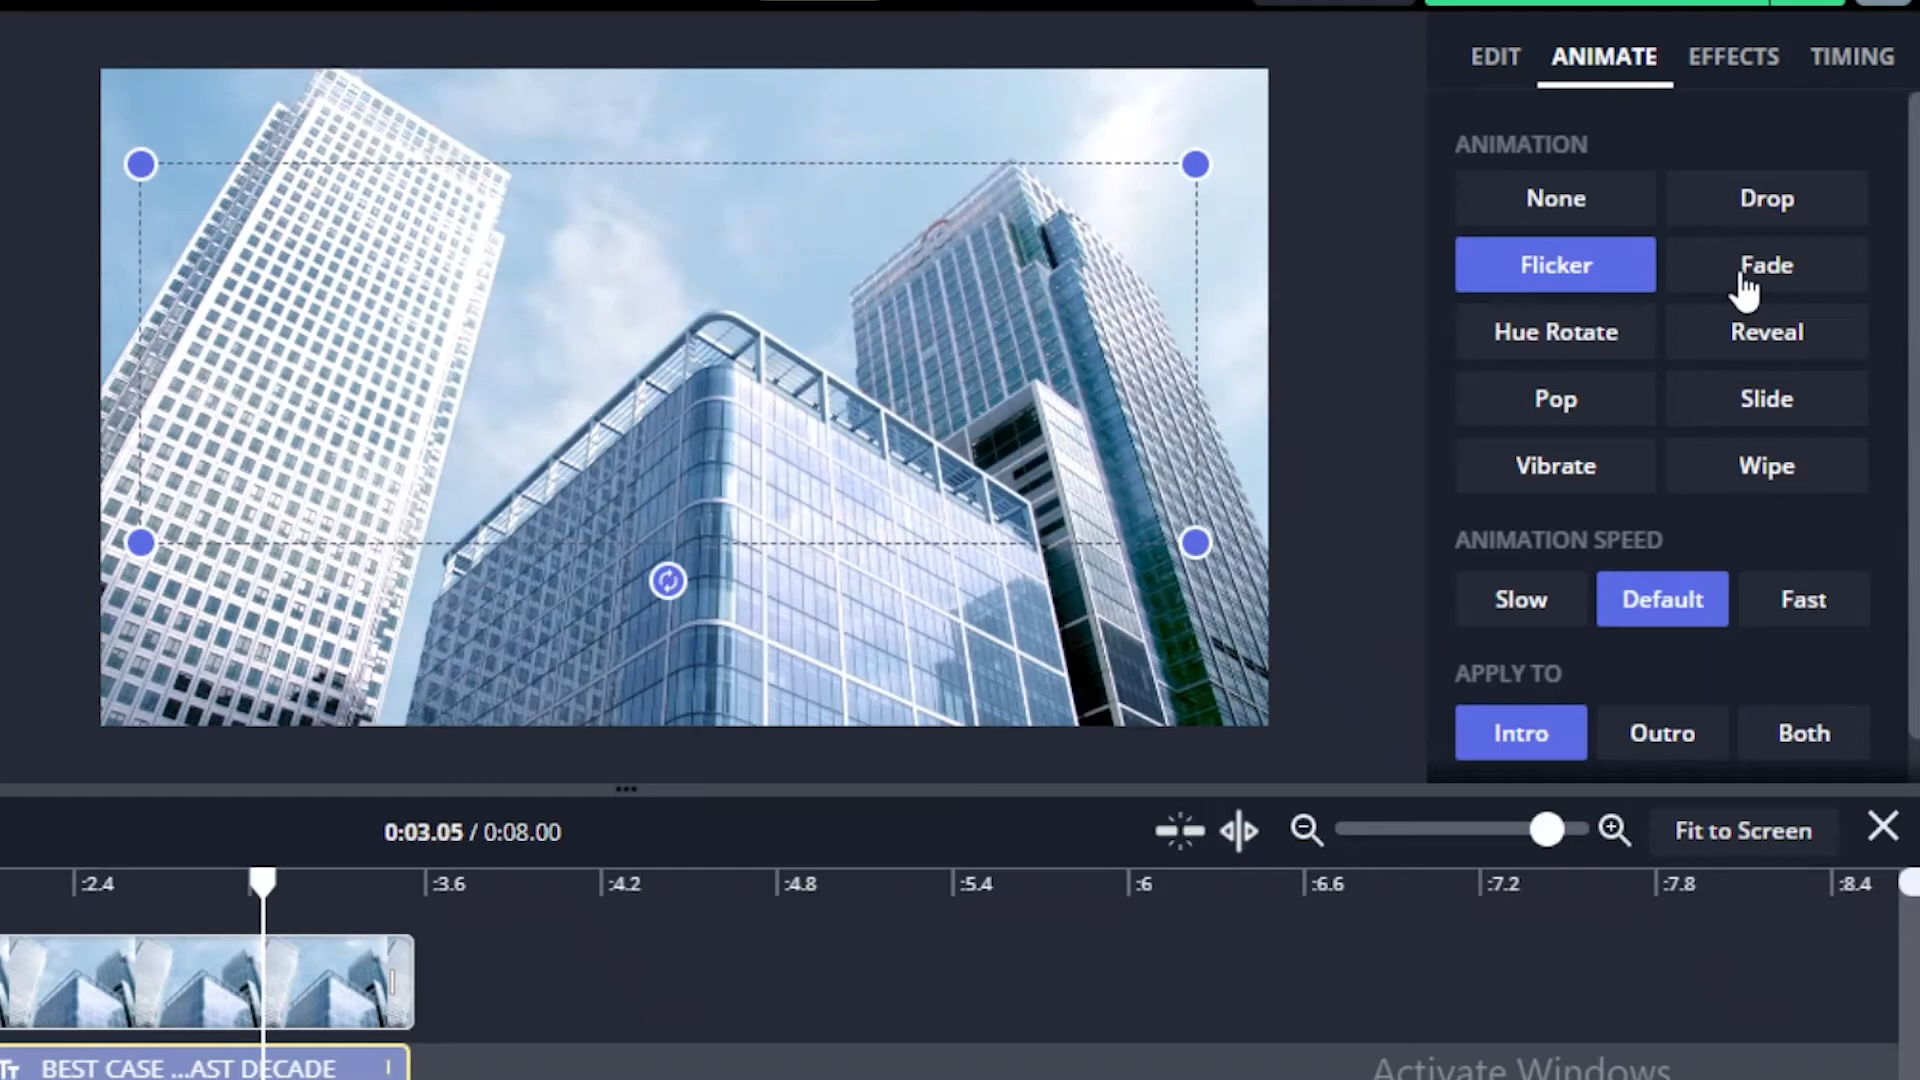 EDIT ANIMATE EFFECTS TIMING
ANIMATION
None Drop
Flicker Fade
Hue Rotate Reveal
Pop Slide
Vibrate Wipe
ANIMATION SPEED
Slow Default Fast
APPLY TO
Intro Outro Both
0:03.05 / 0:08.00
Fit to Screen
:2.4 :3.6 :4.2 :4.8 :5.4 :6 :6.6 :7.2 :7.8 :8.4
TT BEST CASE ...AST DECADE
Activate Windows